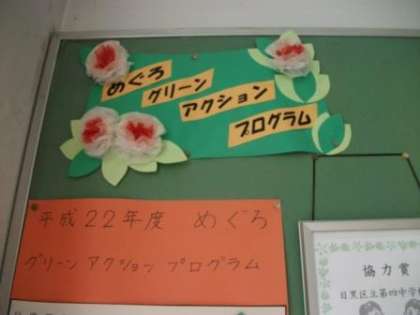 めぐろ
グリーン
アクション
プログラム
平成22年度 めぐろ
グリーン アクション プログラム
協力賞
目黒区立第四中学校